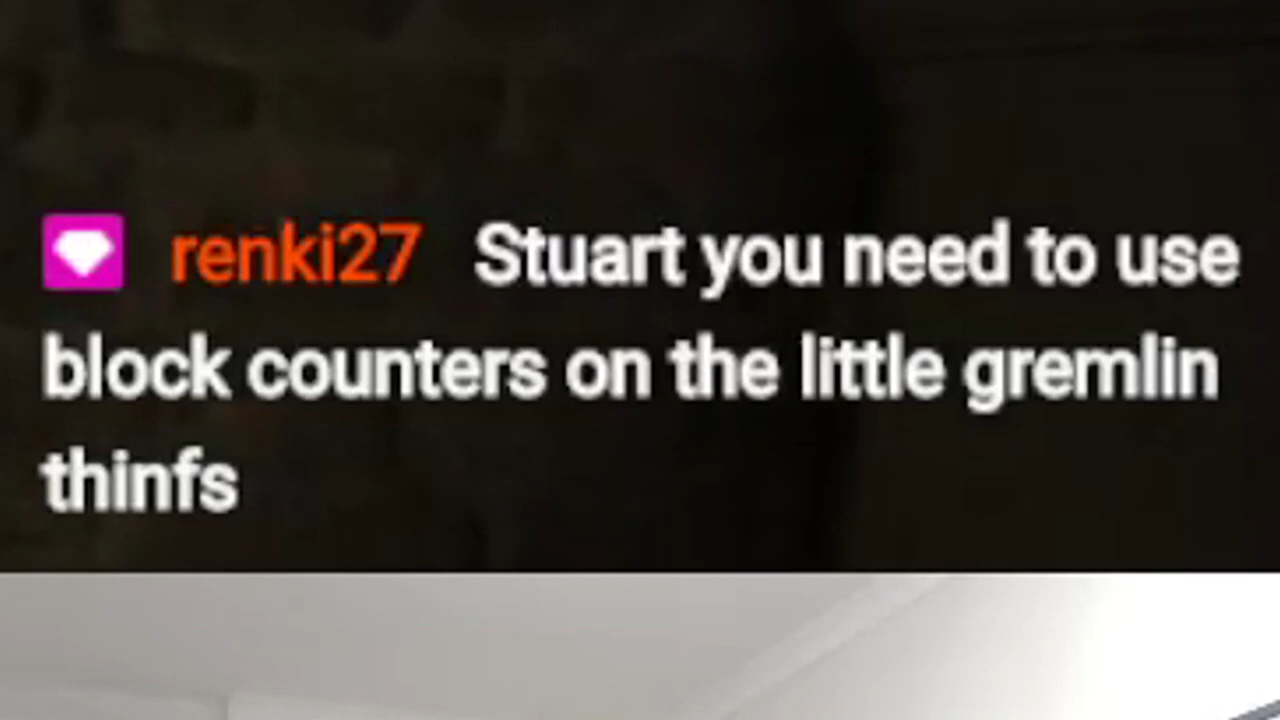 renki27 Stuart you need to use
block counters on the little gremlin
thinfs